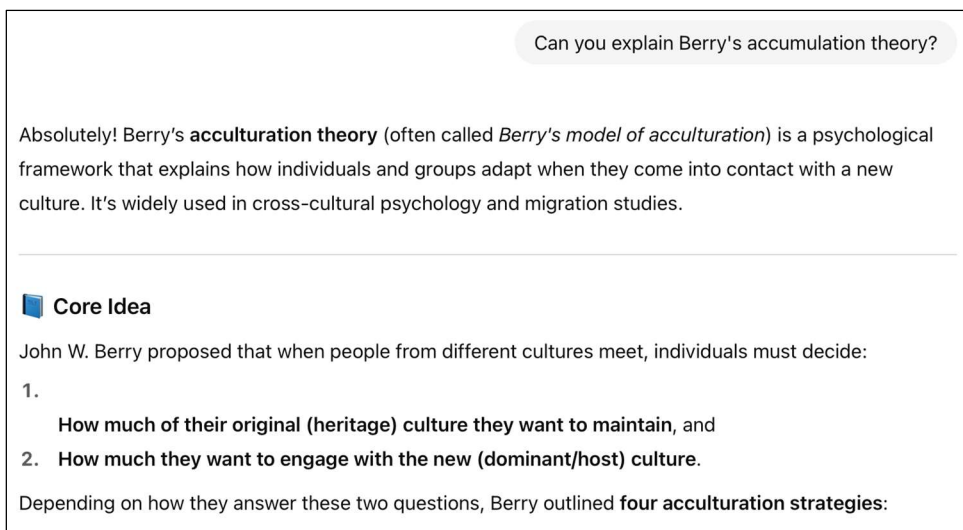 Can you explain Berry's accumulation theory?
Absolutely! Berry’s acculturation theory (often called Berry's model of acculturation) is a psychological
framework that explains how individuals and groups adapt when they come into contact with a new
culture. It’s widely used in cross-cultural psychology and migration studies.
Core Idea
John W. Berry proposed that when people from different cultures meet, individuals must decide:
1.
How much of their original (heritage) culture they want to maintain, and
2. How much they want to engage with the new (dominant/host) culture.
Depending on how they answer these two questions, Berry outlined four acculturation strategies: